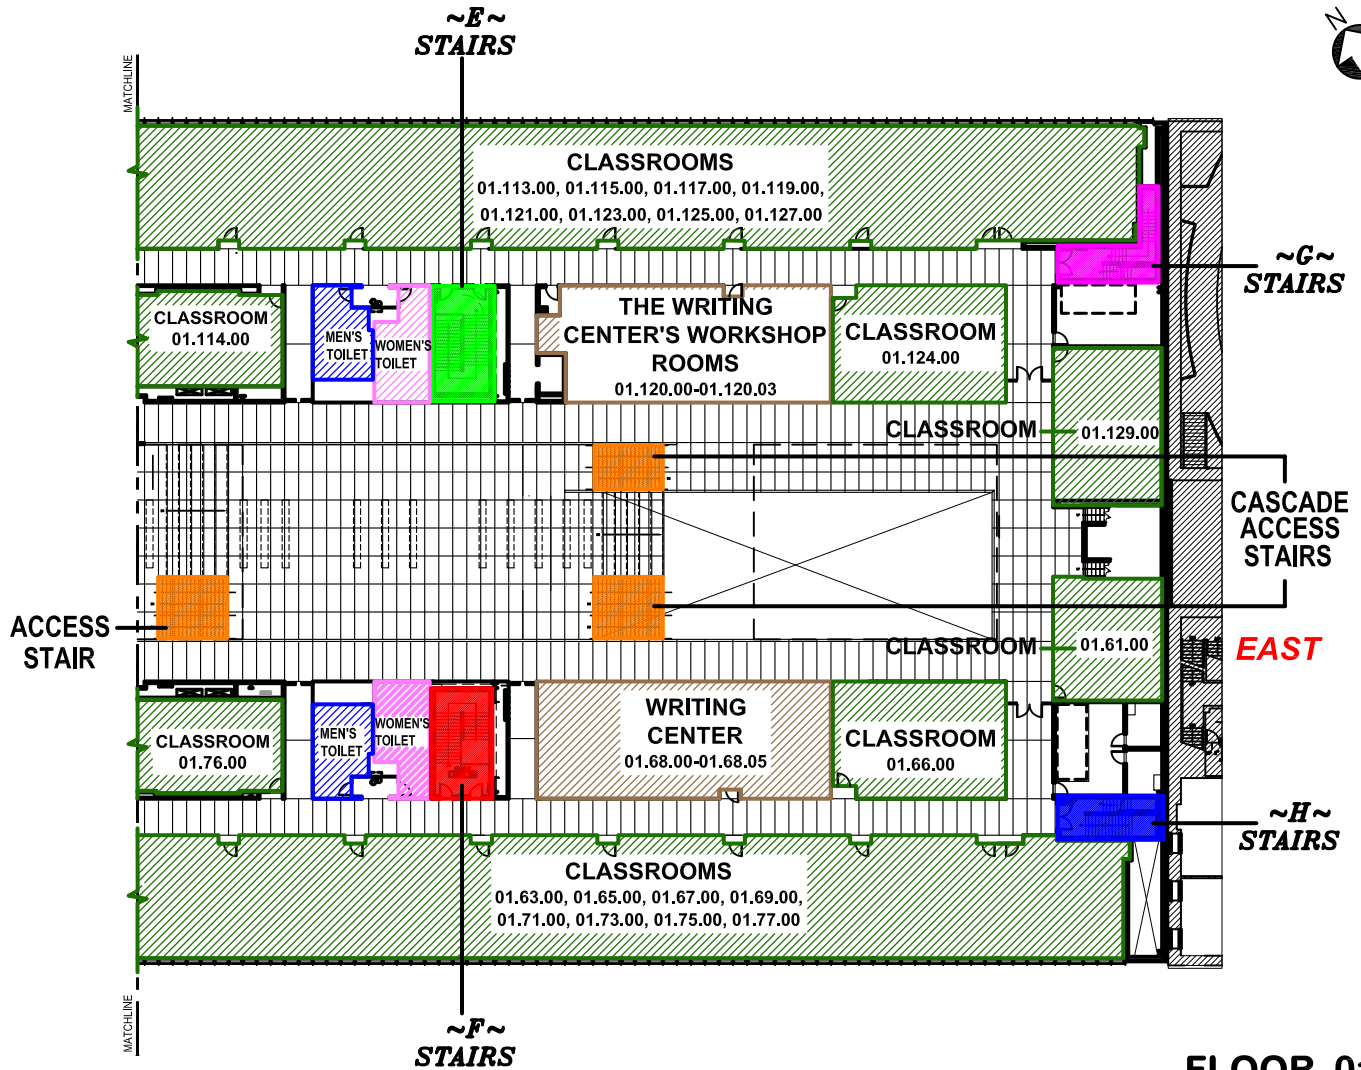 ~E~
STAIRS
N
MATCHLINE
CLASSROOMS
01.113.00, 01.115.00, 01.117.00, 01.119.00,
01.121.00, 01.123.00, 01.125.00, 01.127.00
~G~
STAIRS
CLASSROOM
01.114.00
MEN'S
TOILET
WOMEN'S
TOILET
THE WRITING
CENTER'S WORKSHOP
ROOMS
01.120.00-01.120.03
CLASSROOM
01.124.00
CLASSROOM
01.129.00
CASCADE
ACCESS
STAIRS
ACCESS
STAIR
CLASSROOM
01.61.00
EAST
CLASSROOM
01.76.00
MEN'S
TOILET
WOMEN'S
TOILET
WRITING
CENTER
01.68.00-01.68.05
CLASSROOM
01.66.00
~H~
STAIRS
CLASSROOMS
01.63.00, 01.65.00, 01.67.00, 01.69.00,
01.71.00, 01.73.00, 01.75.00, 01.77.00
MATCHLINE
~F~
STAIRS
FLOOR 01